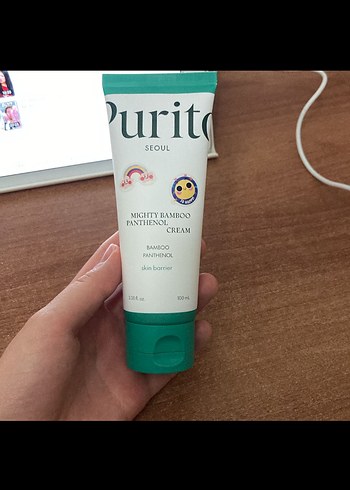 Purito
SEOUL
MIGHTY BAMBOO
PANTHENOL
CREAM
BAMBOO
PANTHENOL
skin barrier
100 ml